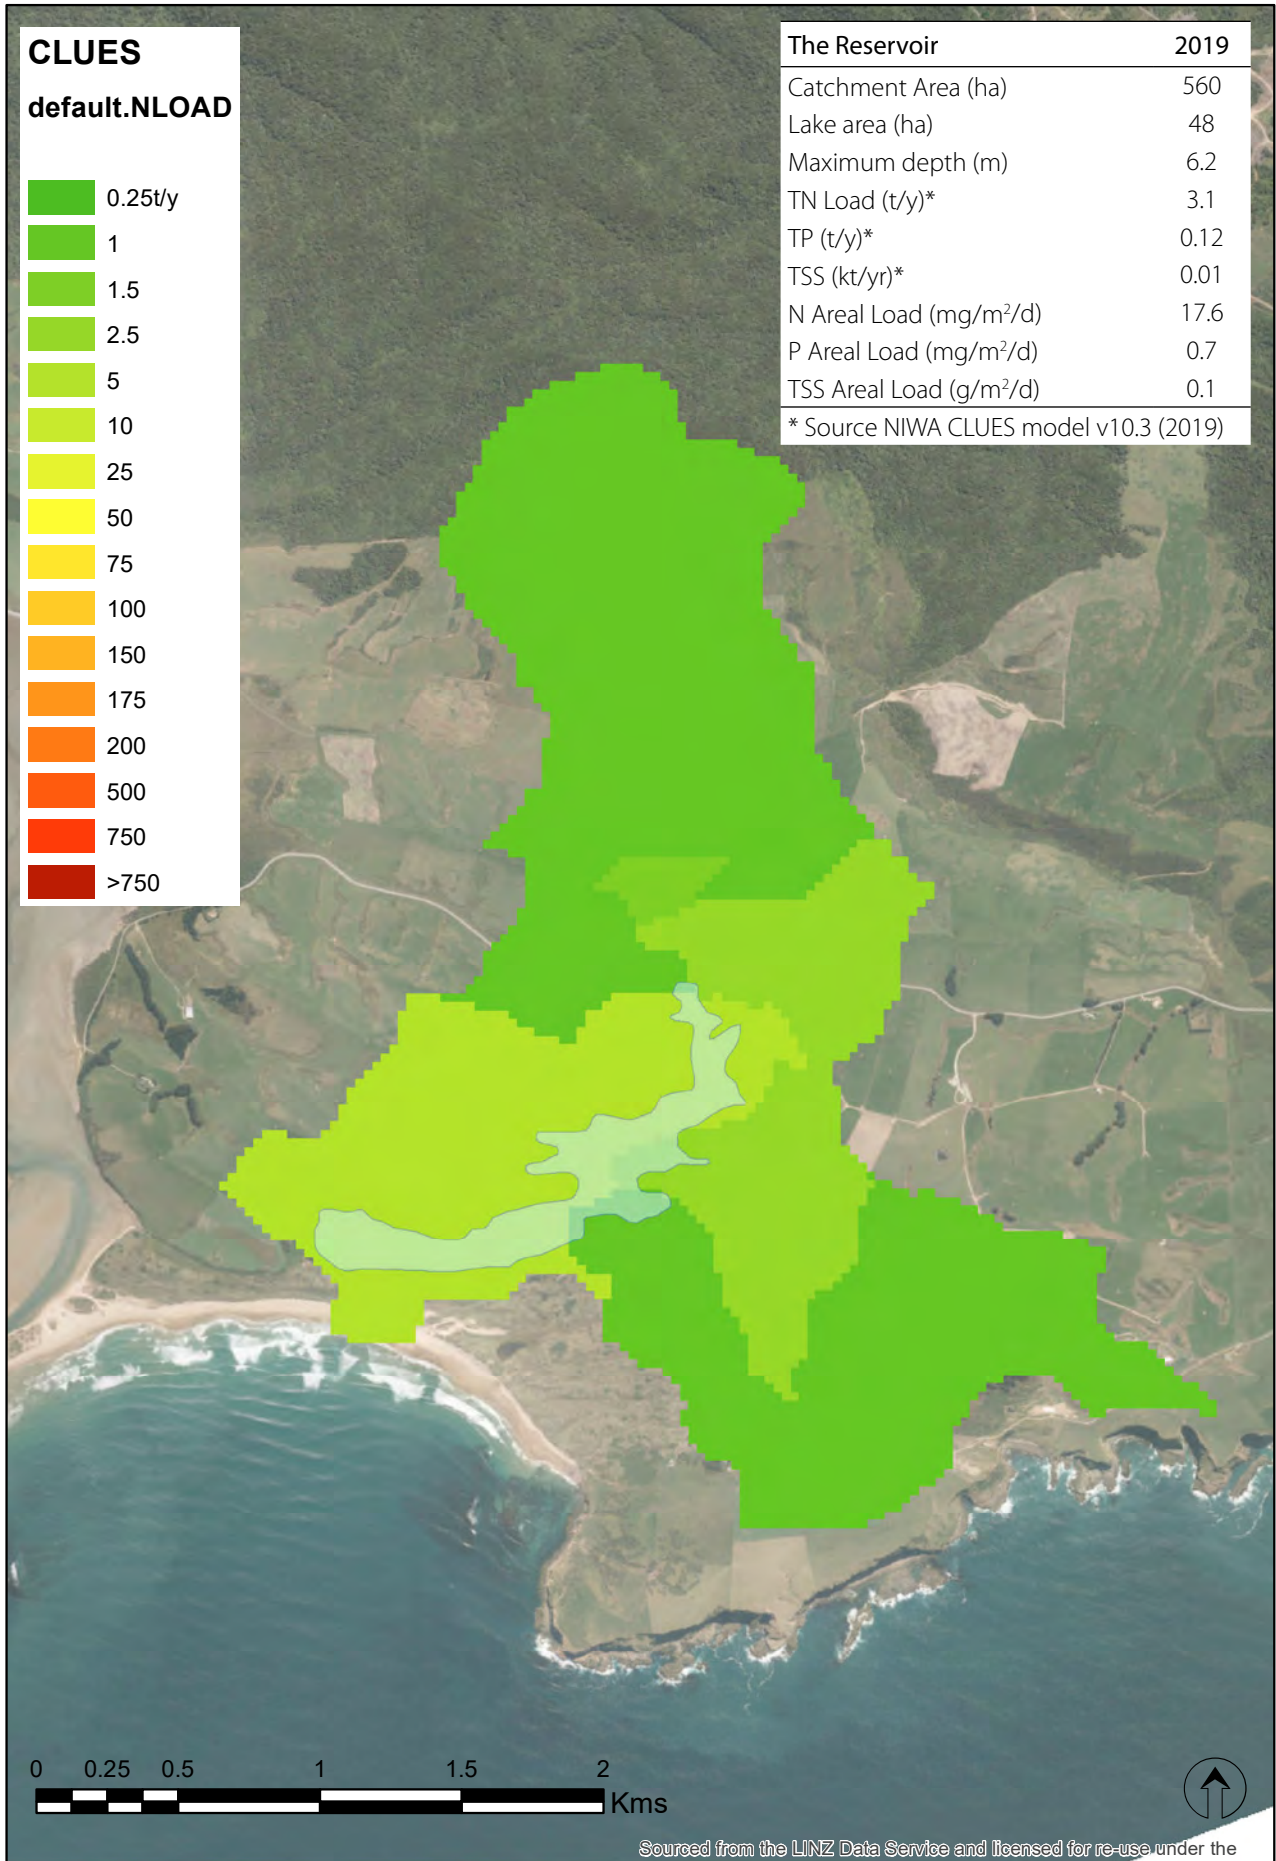 CLUES
default.NLOAD
0.25t/y
1
1.5
2.5
5
10
25
50
75
100
150
175
200
500
750
>750
The Reservoir 2019
Catchment Area (ha) 560
Lake area (ha) 48
Maximum depth (m) 6.2
TN Load (t/y)* 3.1
TP (t/y)* 0.12
TSS (kt/yr)* 0.01
N Areal Load (mg/m²/d) 17.6
P Areal Load (mg/m²/d) 0.7
TSS Areal Load (g/m²/d) 0.1
* Source NIWA CLUES model v10.3 (2019)
0 0.25 0.5 1 1.5 2
Kms
Sourced from the LINZ Data Service and licensed for re-use under the